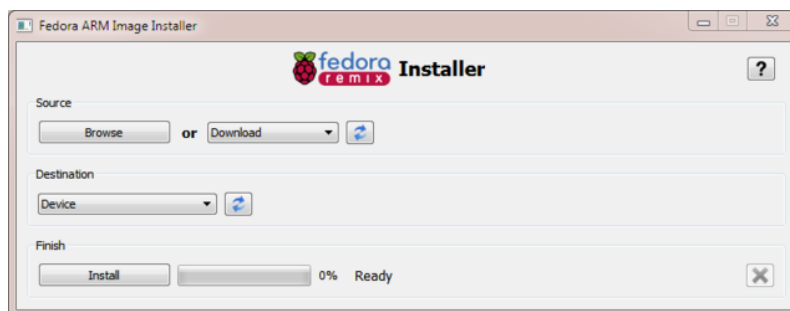 Fedora ARM Image Installer
fedora
remix
Installer
?
Source
Browse or Download
Destination
Device
Finish
Install 0% Ready